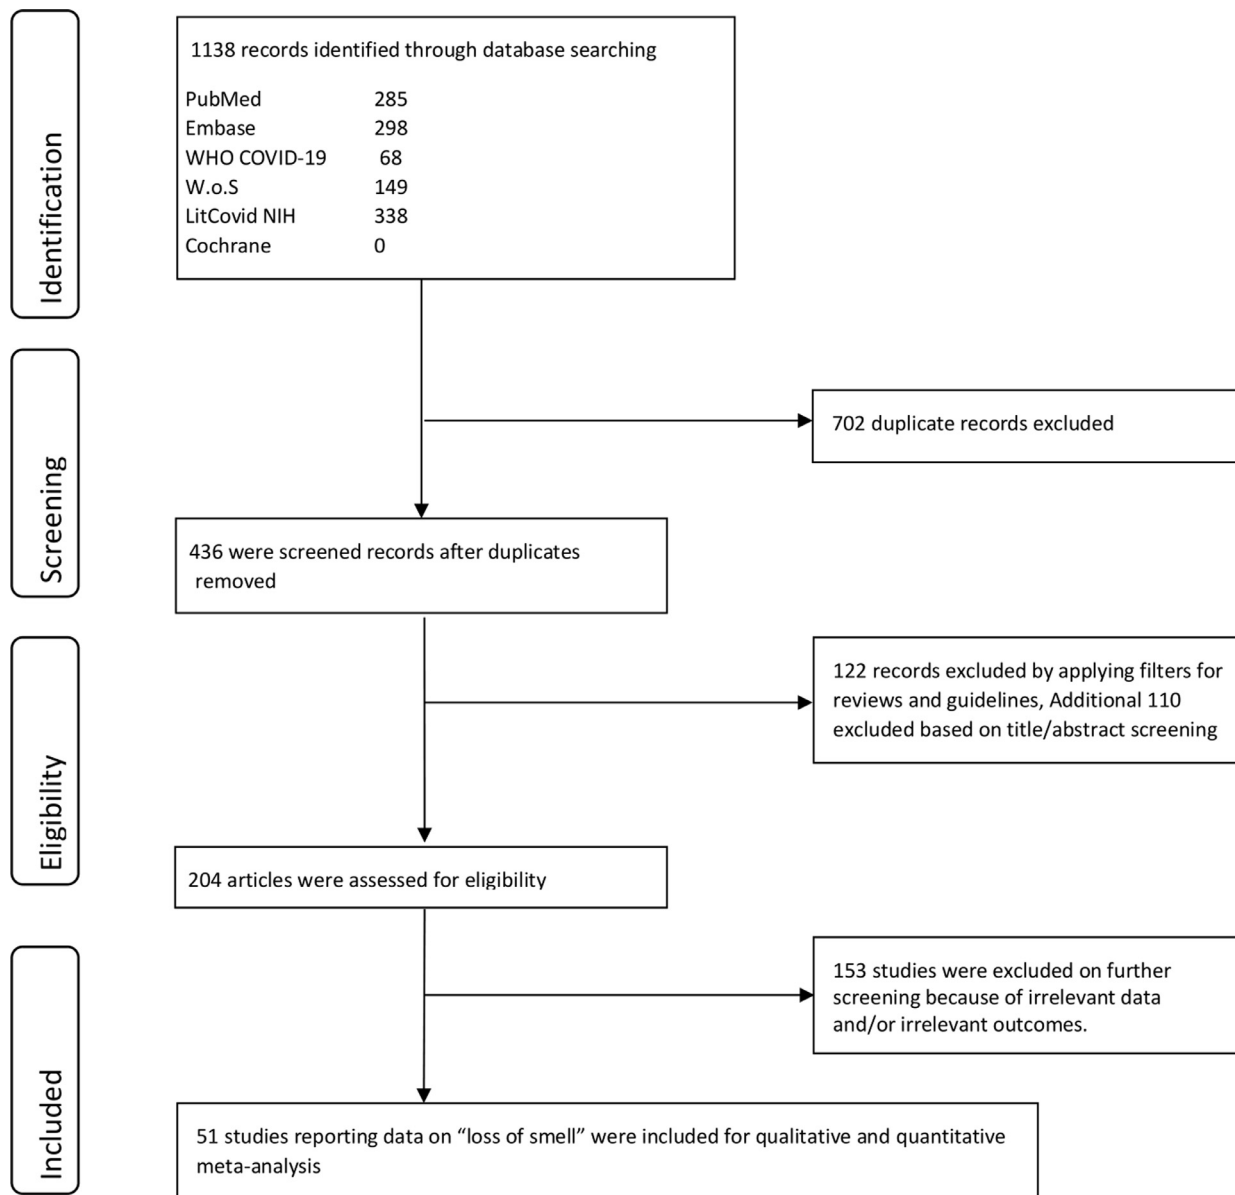 Identification
1138 records identified through database searching
PubMed 285
Embase 298
WHO COVID-19 68
W.o.S 149
LitCovid NIH 338
Cochrane 0
Screening
702 duplicate records excluded
436 were screened records after duplicates
removed
Eligibility
122 records excluded by applying filters for
reviews and guidelines, Additional 110
excluded based on title/abstract screening
204 articles were assessed for eligibility
Included
153 studies were excluded on further
screening because of irrelevant data
and/or irrelevant outcomes.
51 studies reporting data on “loss of smell” were included for qualitative and quantitative
meta-analysis